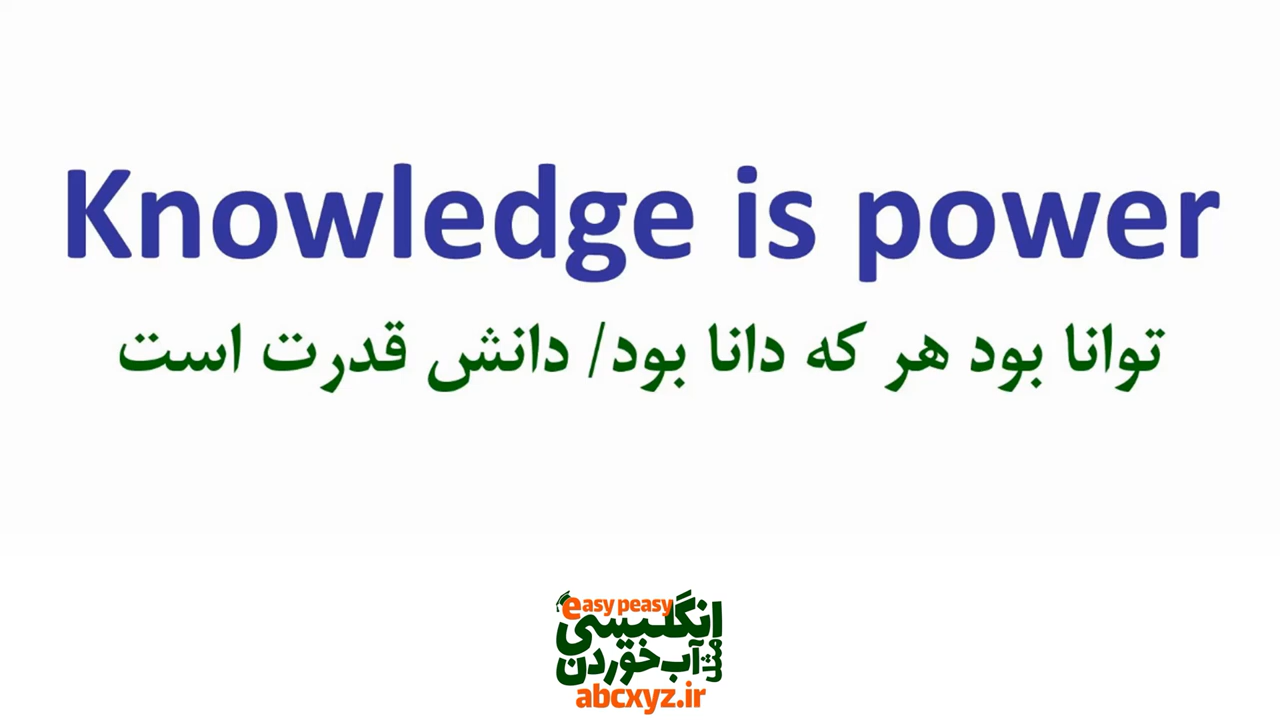 Knowledge is power
توانا بود هر که دانا بود/ دانش قدرت است
easy peasy
انگلیسی
مثل آب خوردن
abcxyz.ir